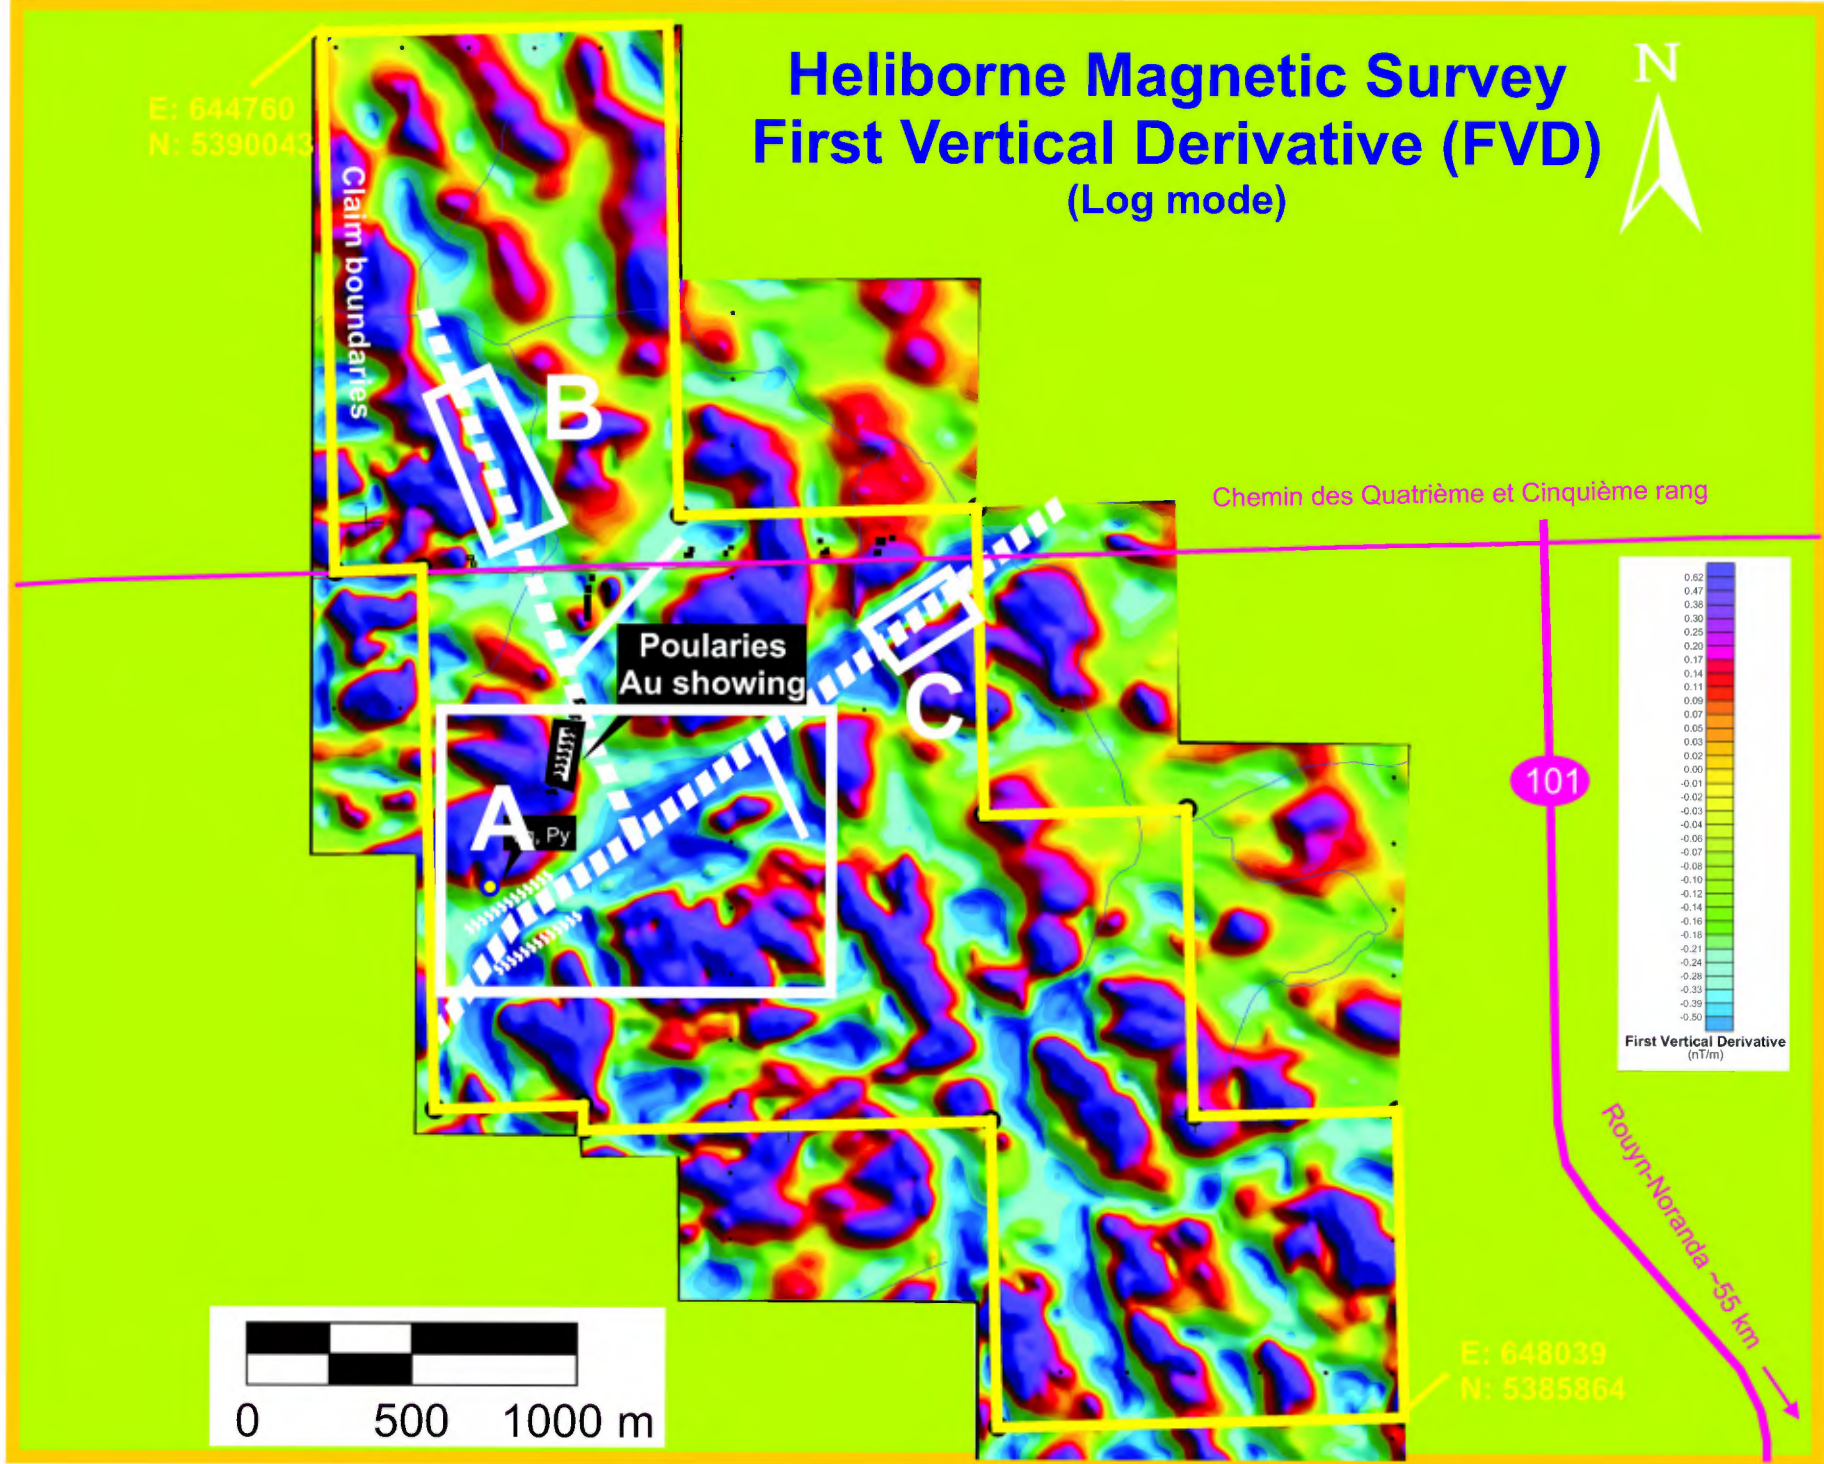 Heliborne Magnetic Survey
First Vertical Derivative (FVD)
(Log mode)
N
E: 644760
N: 5390043
Claim boundaries
B
Chemin des Quatrième et Cinquième rang
Poularies
Au showing
C
A
, Py
101
0.62
0.47
0.38
0.30
0.25
0.20
0.17
0.14
0.11
0.09
0.07
0.05
0.03
0.02
-0.00
-0.01
-0.02
-0.03
-0.04
-0.06
-0.07
-0.08
-0.10
-0.12
-0.14
-0.16
-0.18
-0.21
-0.24
-0.28
-0.33
-0.39
-0.50
First Vertical Derivative
(nT/m)
Rouyn-Noranda ~55 km
E: 648039
N: 5385864
0 500 1000 m